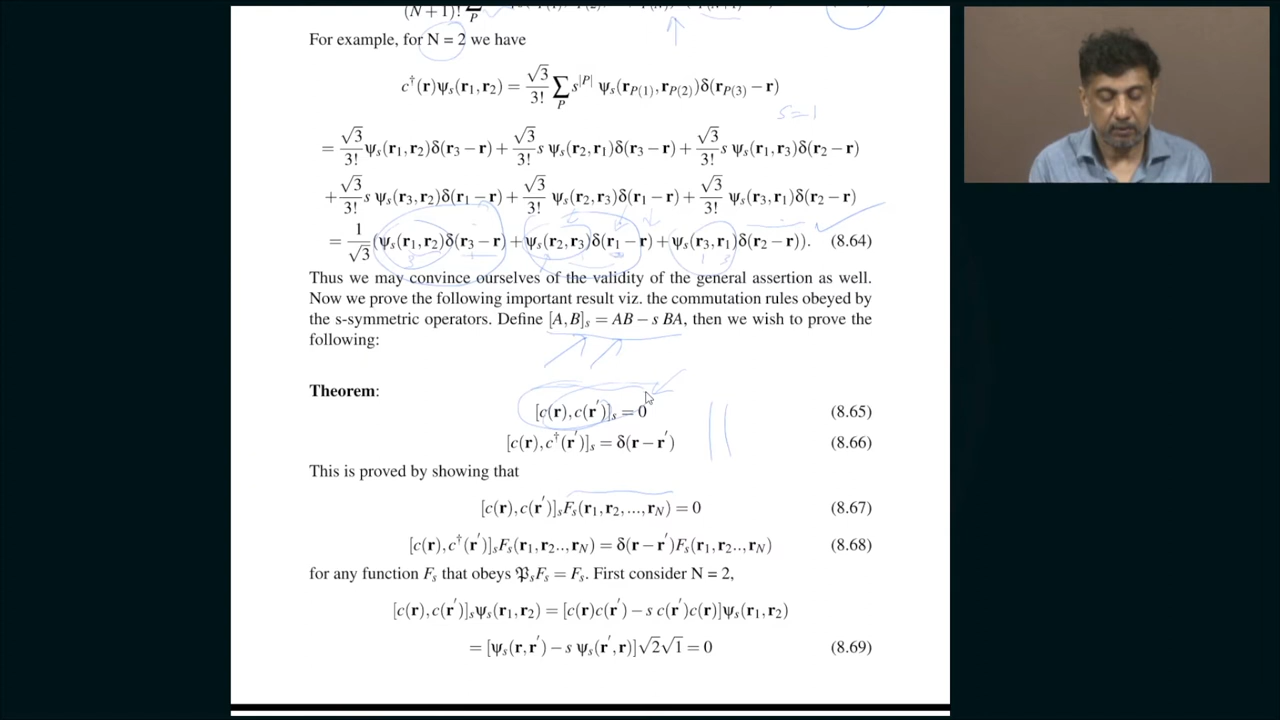 (N+1)! P
For example, for N = 2 we have
c†(r)ψs(r1,r2) = √3/3! ∑P s^|P| ψs(rP(1),rP(2))δ(rP(3) − r)
s=1
= √3/3! ψs(r1,r2)δ(r3 − r) + √3/3! s ψs(r2,r1)δ(r3 − r) + √3/3! s ψs(r1,r3)δ(r2 − r)
+ √3/3! s ψs(r3,r2)δ(r1 − r) + √3/3! ψs(r2,r3)δ(r1 − r) + √3/3! ψs(r3,r1)δ(r2 − r)
= 1/√3 (ψs(r1,r2)δ(r3 − r) + ψs(r2,r3)δ(r1 − r) + ψs(r3,r1)δ(r2 − r)). (8.64)
Thus we may convince ourselves of the validity of the general assertion as well.
Now we prove the following important result viz. the commutation rules obeyed by
the s-symmetric operators. Define [A,B]s = AB − s BA, then we wish to prove the
following:
Theorem:
[c(r),c(r′)]s = 0 (8.65)
[c(r),c†(r′)]s = δ(r − r′) (8.66)
This is proved by showing that
[c(r),c(r′)]sFs(r1,r2,...,rN) = 0 (8.67)
[c(r),c†(r′)]sFs(r1,r2..,rN) = δ(r − r′)Fs(r1,r2..,rN) (8.68)
for any function Fs that obeys 𝔓sFs = Fs. First consider N = 2,
[c(r),c(r′)]sψs(r1,r2) = [c(r)c(r′) − s c(r′)c(r)]ψs(r1,r2)
= [ψs(r,r′) − s ψs(r′,r)]√2√1 = 0 (8.69)